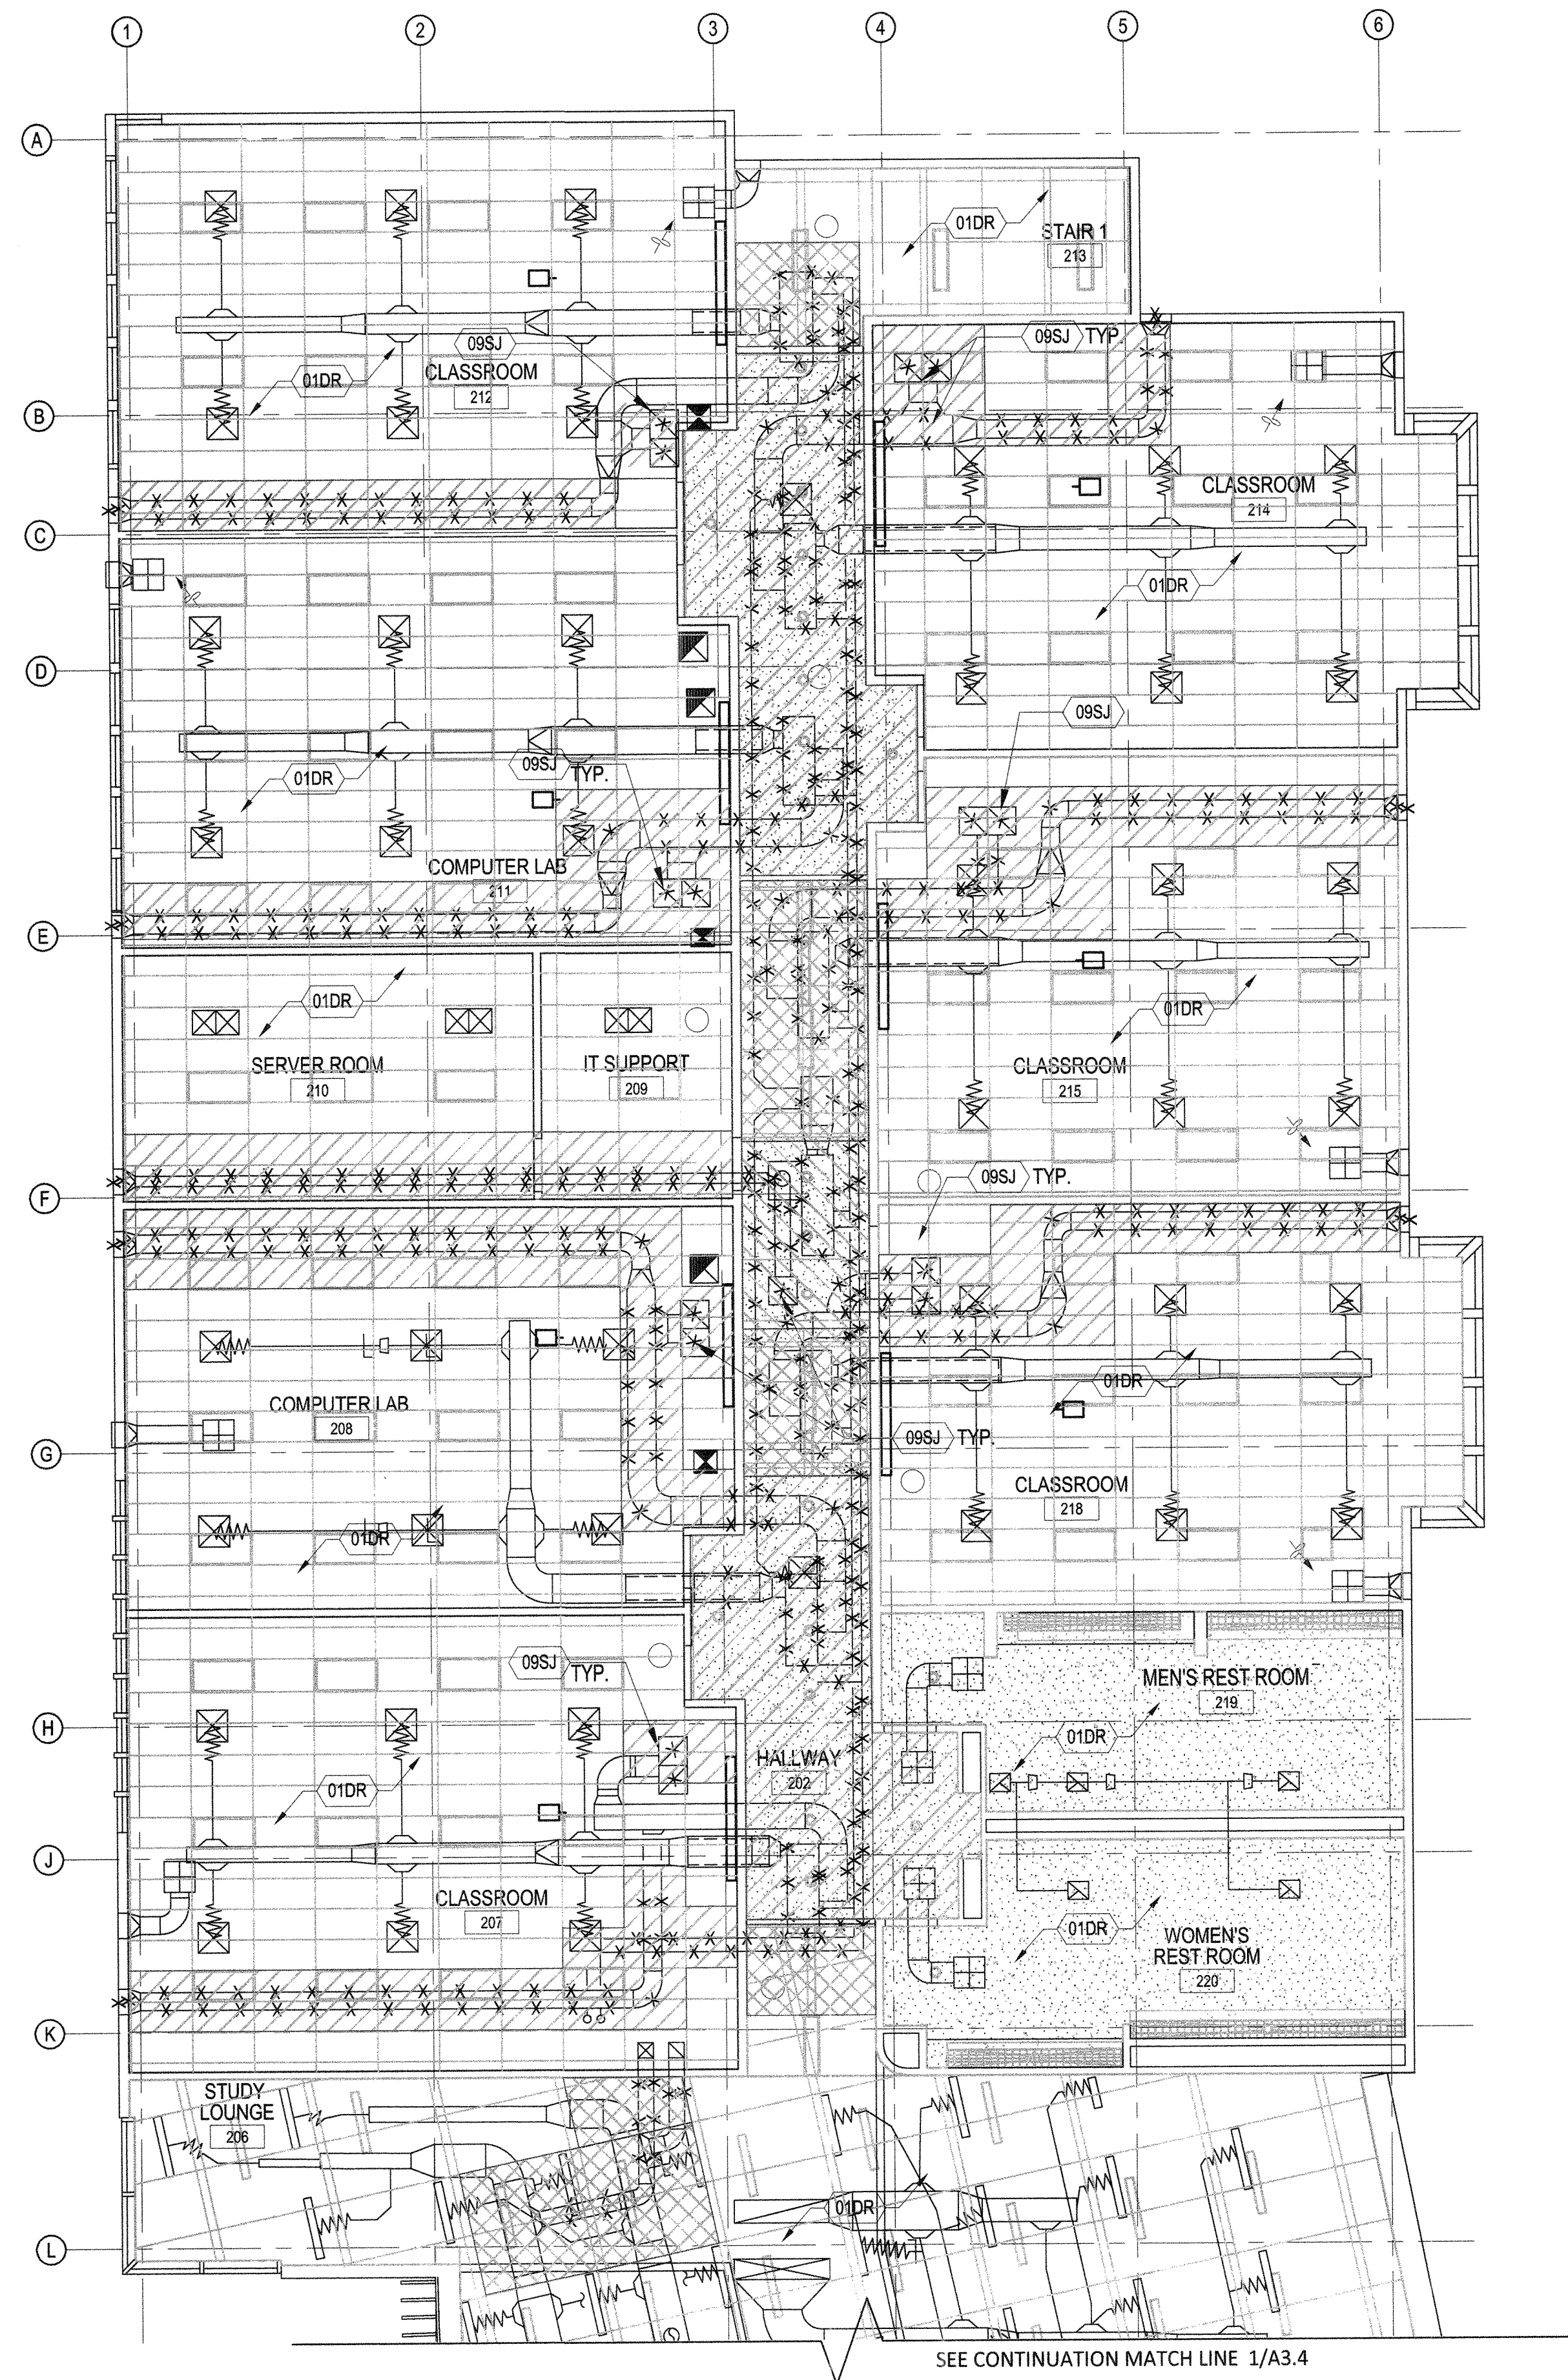 1
2
3
4
5
6
A
01DR
STAIR 1
213
09SJ
09SJ TYP.
CLASSROOM
212
01DR
B
CLASSROOM
214
C
01DR
D
09SJ
09SJ
TYP.
01DR
COMPUTER LAB
211
E
01DR
01DR
SERVER ROOM
210
IT SUPPORT
209
CLASSROOM
215
09SJ TYP.
F
COMPUTER LAB
208
01DR
09SJ TYP.
G
CLASSROOM
218
01DR
09SJ
TYP.
MEN'S REST ROOM
219
H
HALLWAY
202
01DR
01DR
J
CLASSROOM
207
01DR
WOMEN'S
REST ROOM
220
K
STUDY
LOUNGE
206
01DR
L
SEE CONTINUATION MATCH LINE 1/A3.4